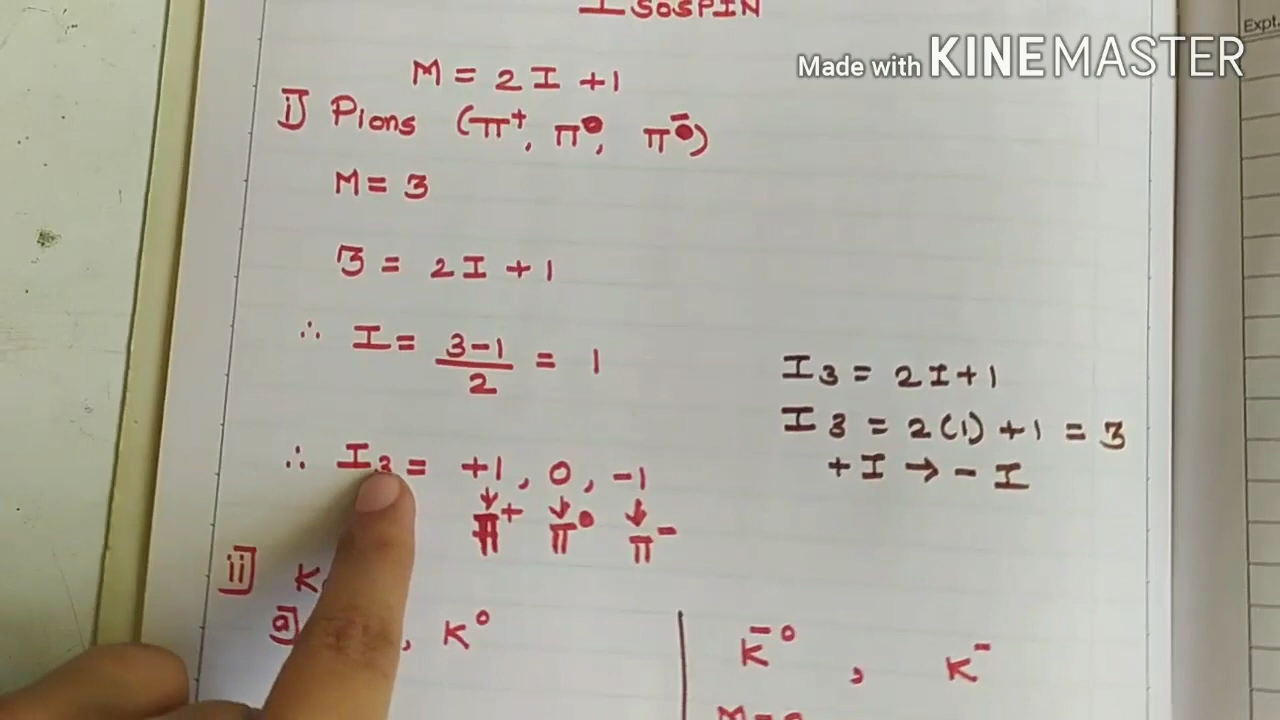 ISOSPIN
Made with KINEMASTER
Expt.
M = 2I + 1
i] Pions (π⁺, π⁰, π⁻)
M = 3
3 = 2I + 1
∴ I = 3-1/2 = 1
I3 = 2I+1
I3 = 2(1) +1 = 3
+I → - I
∴ I3 = +1, 0, -1
↓ ↓ ↓
π⁺ π⁰ π⁻
ii] K
a] , K⁰
K̄⁰ , K⁻